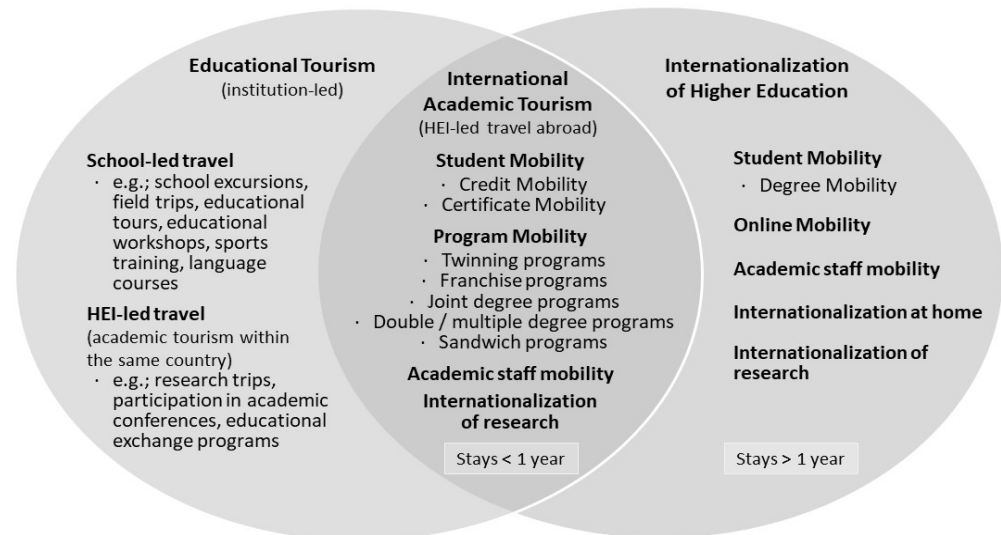 Educational Tourism
(institution-led)
School-led travel
· e.g.; school excursions,
field trips, educational
tours, educational
workshops, sports
training, language
courses
HEI-led travel
(academic tourism within
the same country)
· e.g.; research trips,
participation in academic
conferences, educational
exchange programs
International
Academic Tourism
(HEI-led travel abroad)
Student Mobility
· Credit Mobility
· Certificate Mobility
Program Mobility
· Twinning programs
· Franchise programs
· Joint degree programs
· Double / multiple degree programs
· Sandwich programs
Academic staff mobility
Internationalization
of research
Stays < 1 year
Internationalization
of Higher Education
Student Mobility
· Degree Mobility
Online Mobility
Academic staff mobility
Internationalization at home
Internationalization of
research
Stays > 1 year